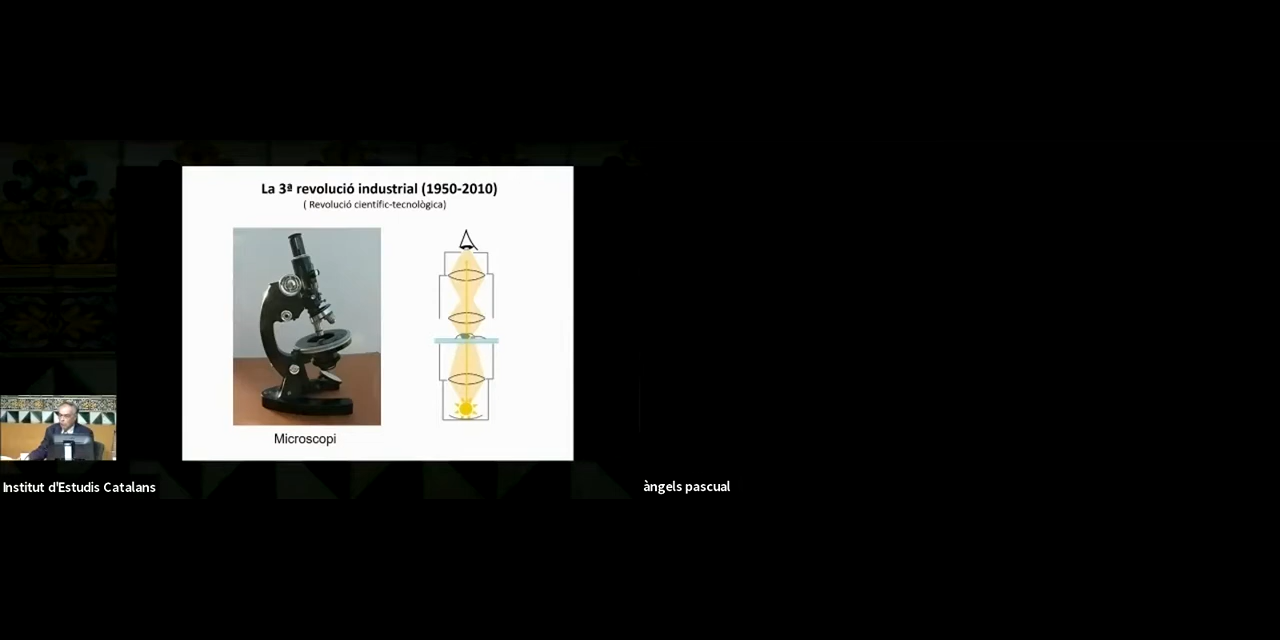 La 3ª revolució industrial (1950-2010)
( Revolució científic-tecnològica)
Microscopi
Institut d'Estudis Catalans
àngels pascual